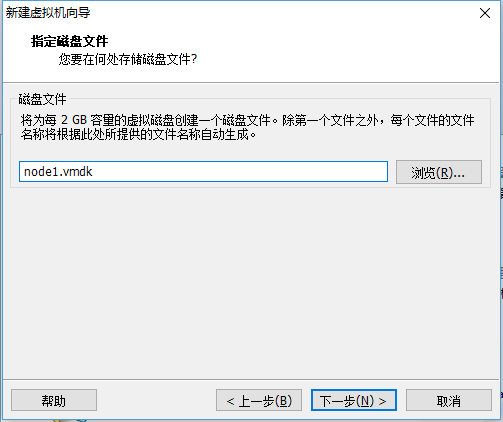 新建虚拟机向导
指定磁盘文件
您要在何处存储磁盘文件?
磁盘文件
将为每 2 GB 容量的虚拟磁盘创建一个磁盘文件。除第一个文件之外，每个文件的文件
名称将根据此处所提供的文件名称自动生成。
node1.vmdk
浏览(R)...
帮助
< 上一步(B)
下一步(N) >
取消